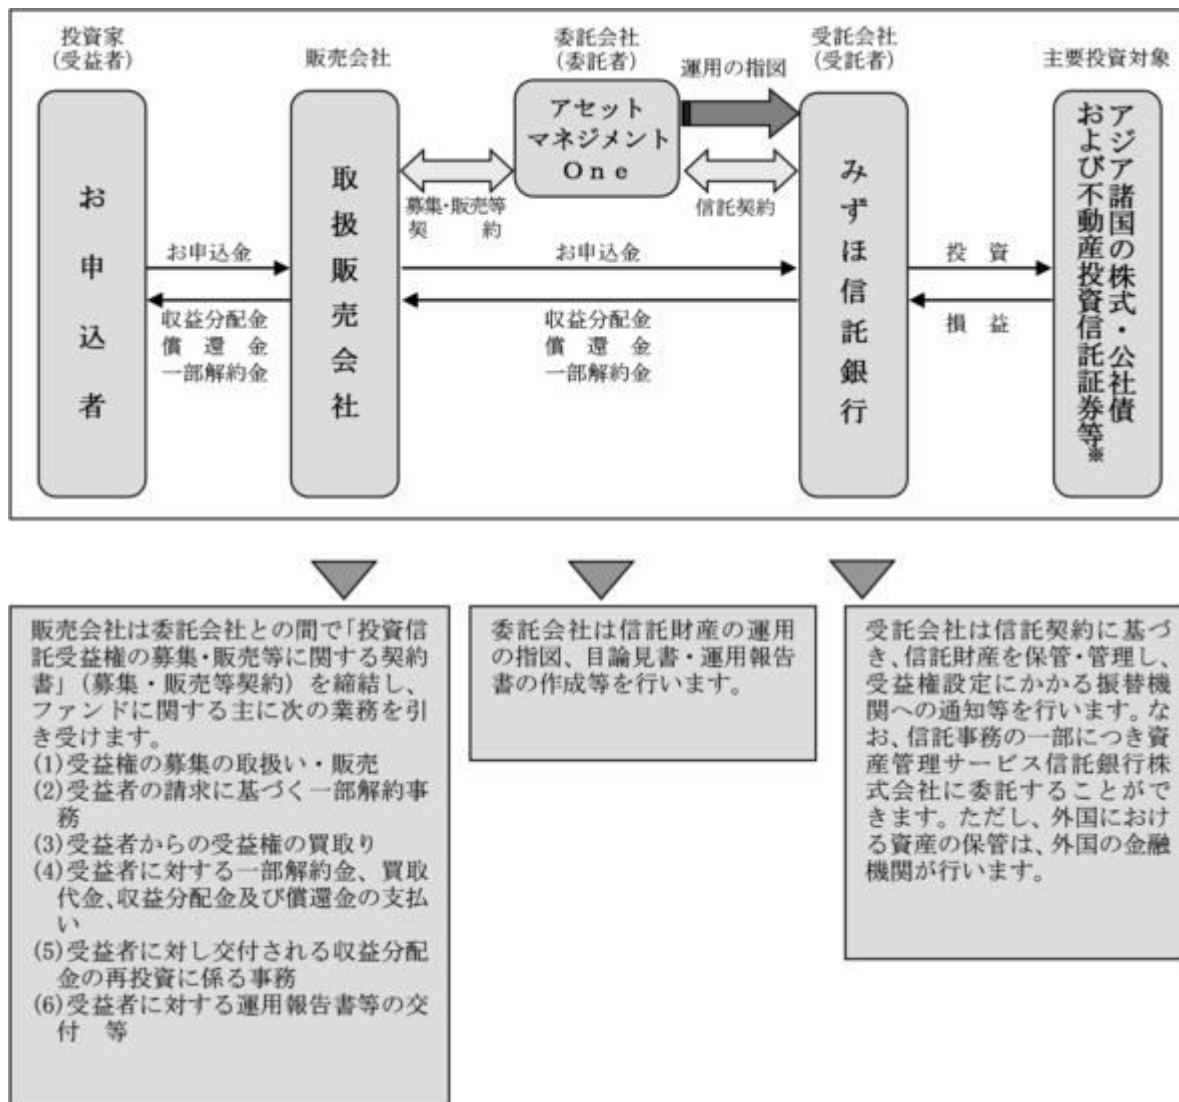 投資家
(受益者)
販売会社
委託会社
(委託者)
運用の指図
受託会社
(受託者)
主要投資対象
お申込者
取扱販売会社
アセット
マネジメント
One
みずほ信託銀行
アジア諸国の株式・公社債
および不動産投資信託証券等※
募集・販売等
契約
信託契約
お申込金
収益分配金
償還金
一部解約金
お申込金
収益分配金
償還金
一部解約金
投資
損益
販売会社は委託会社との間で「投資信
託受益権の募集・販売等に関する契約
書」(募集・販売等契約)を締結し、
ファンドに関する主に次の業務を引
き受けます。
(1)受益権の募集の取扱い・販売
(2)受益者の請求に基づく一部解約事
務
(3)受益者からの受益権の買取り
(4)受益者に対する一部解約金、買取
代金、収益分配金及び償還金の支払
い
(5)受益者に対し交付される収益分配
金の再投資に係る事務
(6)受益者に対する運用報告書等の交
付 等
委託会社は信託財産の運用
の指図、目論見書・運用報告
書の作成等を行います。
受託会社は信託契約に基づ
き、信託財産を保管・管理し、
受益権設定にかかる振替機
関への通知等を行います。な
お、信託事務の一部につき資
産管理サービス信託銀行株
式会社に委託することがで
きます。ただし、外国におけ
る資産の保管は、外国の金融
機関が行います。